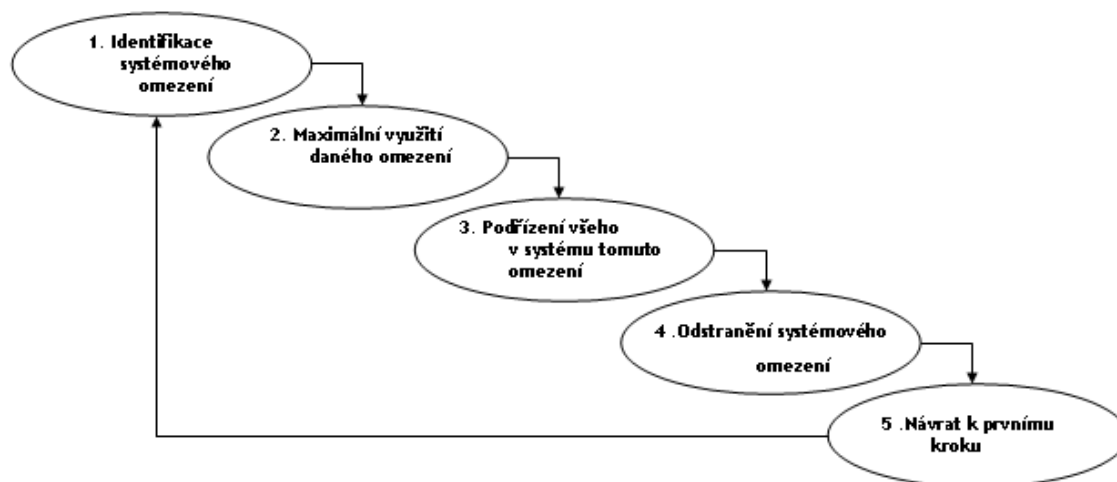 1. Identifikace
systémového
omezení
2. Maximální využití
daného omezení
3. Podřízení všeho
v systému tomuto
omezení
4 .Odstranění systémového
omezení
5 .Návrat k prvnímu
kroku